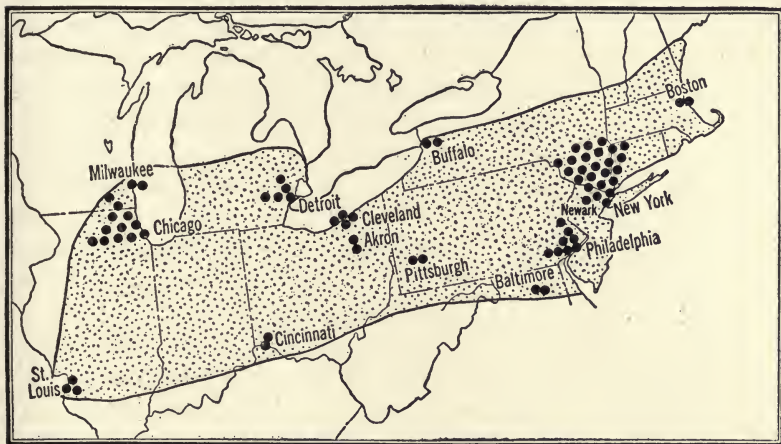 Boston
Buffalo
Milwaukee
Detroit
Cleveland
Newark
New York
Chicago
Akron
Philadelphia
Pittsburgh
Baltimore
Cincinnati
St.
Louis